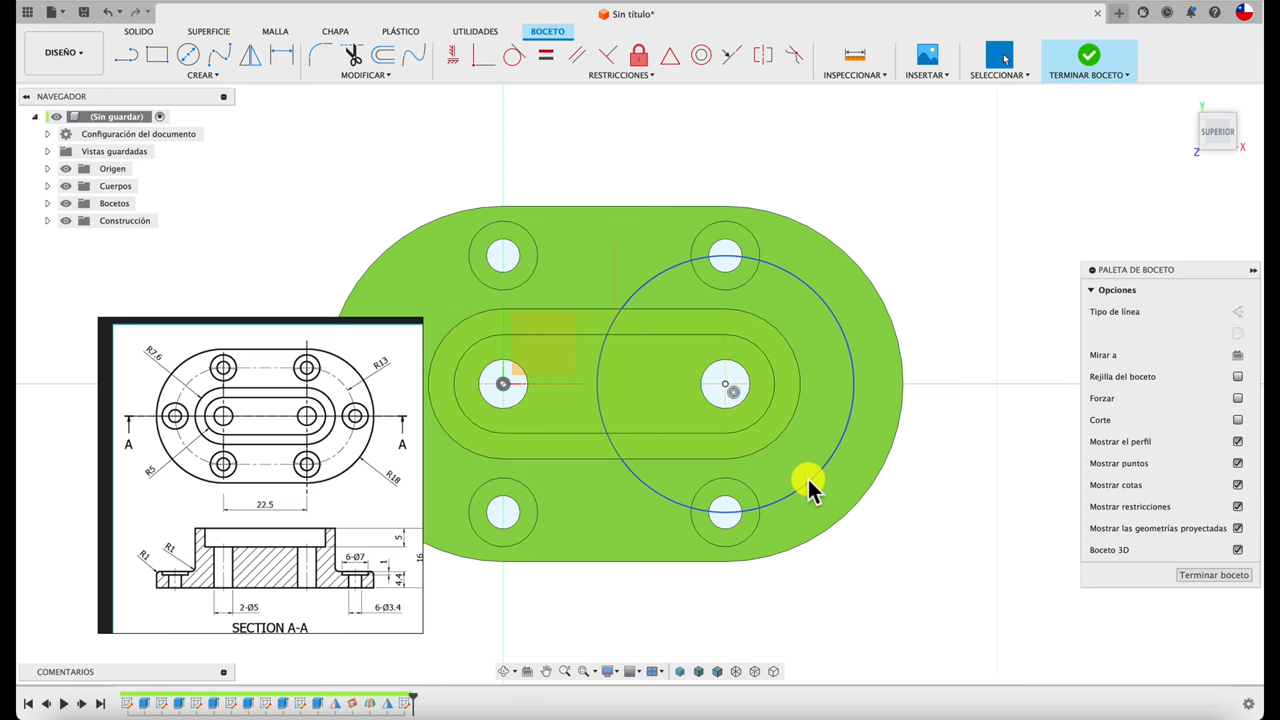 Sin título*
SOLIDO SUPERFICIE MALLA CHAPA PLÁSTICO UTILIDADES BOCETO
DISEÑO
CREAR MODIFICAR RESTRICCIONES INSPECCIONAR INSERTAR SELECCIONAR TERMINAR BOCETO
NAVEGADOR
(Sin guardar)
Configuración del documento
Vistas guardadas
Origen
Cuerpos
Bocetos
Construcción
Y
SUPERIOR
X
Z
PALETA DE BOCETO
Opciones
Tipo de línea
Mirar a
Rejilla del boceto
Forzar
Corte
Mostrar el perfil
Mostrar puntos
Mostrar cotas
Mostrar restricciones
Mostrar las geometrías proyectadas
Boceto 3D
Terminar boceto
R7.6
R13
A
A
R5
R18
22.5
R1
R1
6-Ø7
1
5
16
4.4
2-Ø5
6-Ø3.4
SECTION A-A
COMENTARIOS